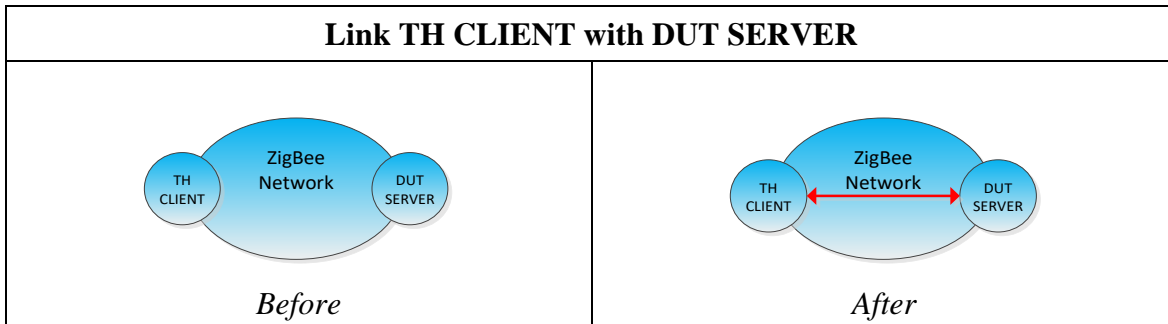 Link TH CLIENT with DUT SERVER
ZigBee
Network
TH
CLIENT
DUT
SERVER
Before
ZigBee
Network
TH
CLIENT
DUT
SERVER
After